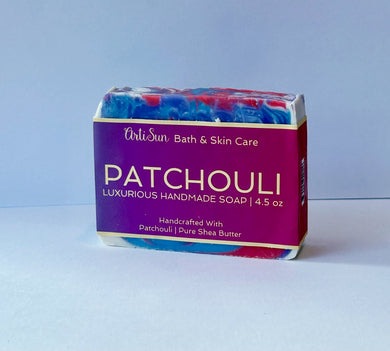 ArtiSun Bath & Skin Care
PATCHOULI
LUXURIOUS HANDMADE SOAP | 4.5 oz
Handcrafted With
Patchouli | Pure Shea Butter